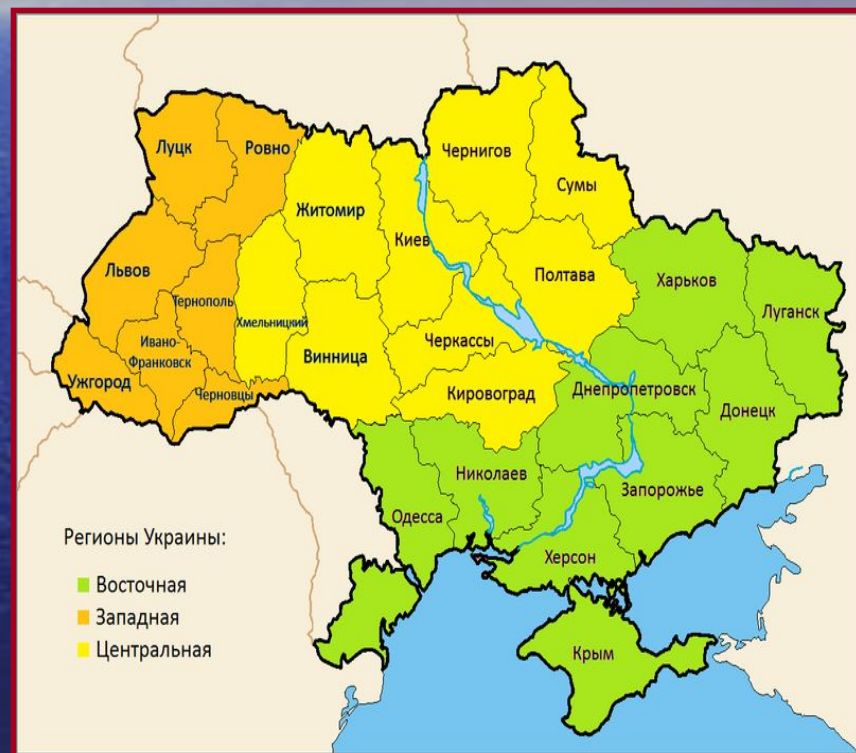 Луцк
Ровно
Чернигов
Сумы
Житомир
Киев
Львов
Тернополь
Хмельницкий
Полтава
Харьков
Луганск
Ивано-
Франковск
Винница
Черкассы
Ужгород
Черновцы
Кировоград
Днепропетровск
Донецк
Николаев
Запорожье
Одесса
Херсон
Крым
Регионы Украины:
Восточная
Западная
Центральная